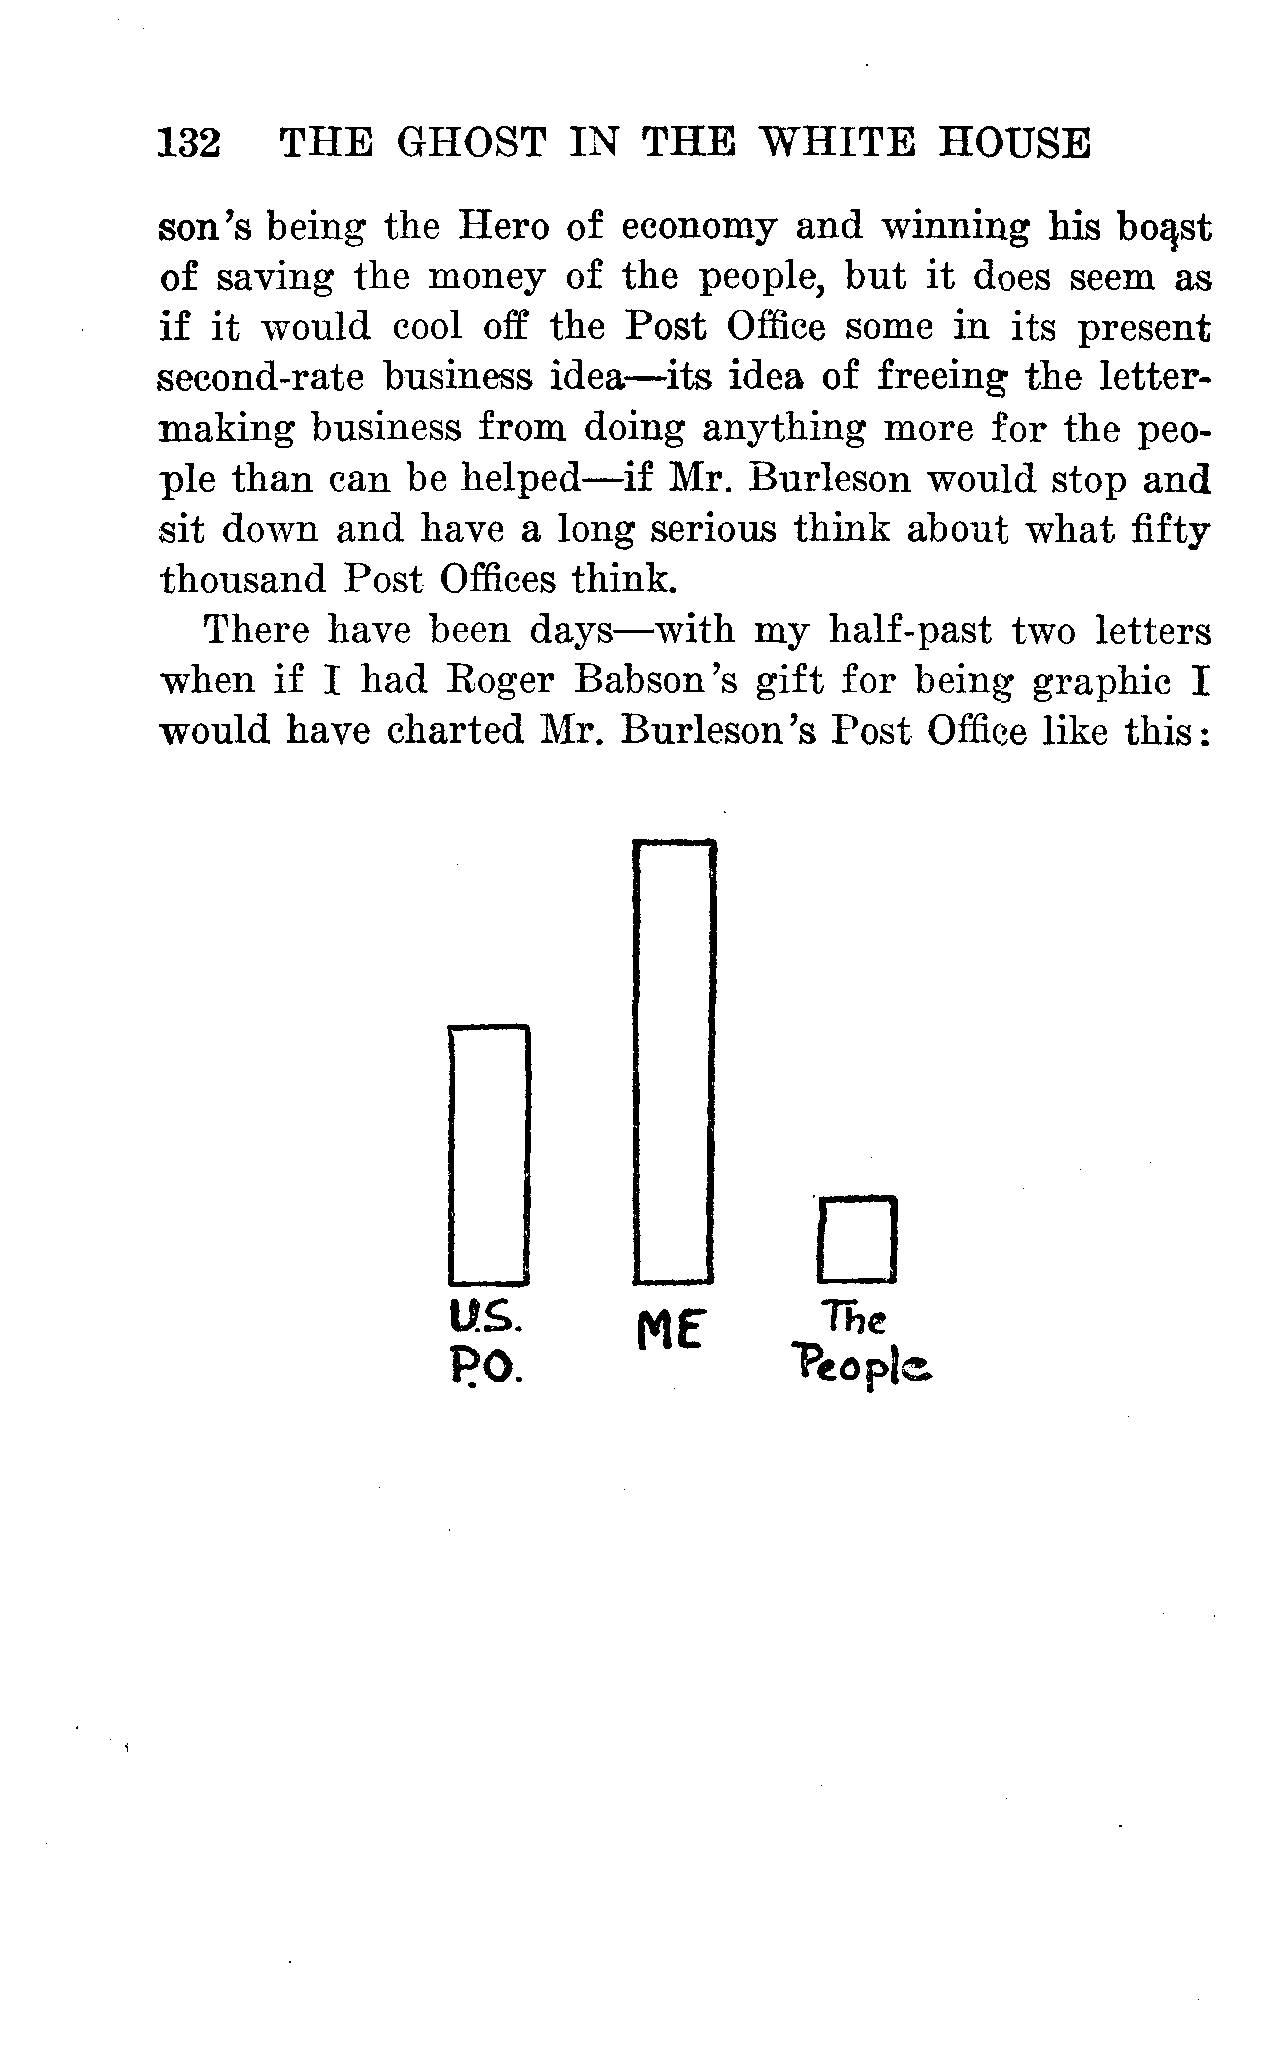 132 THE GHOST IN THE WHITE HOUSE
son's being the Hero of economy and winning his boast
of saving the money of the people, but it does seem as
if it would cool off the Post Office some in its present
second-rate business idea—its idea of freeing the letter-
making business from doing anything more for the peo-
ple than can be helped—if Mr. Burleson would stop and
sit down and have a long serious think about what fifty
thousand Post Offices think.
There have been days—with my half-past two letters
when if I had Roger Babson's gift for being graphic I
would have charted Mr. Burleson's Post Office like this:
U.S.
P.O.
ME
The
People